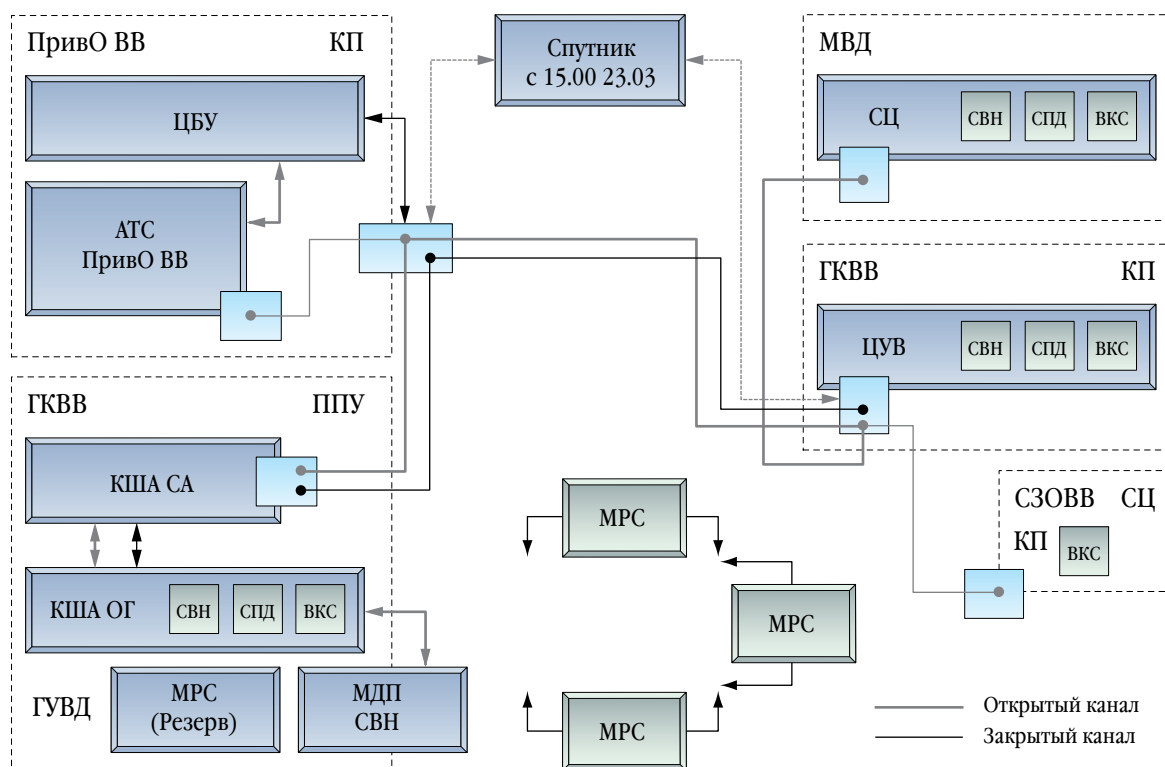 ПривО ВВ КП
ЦБУ
АТС
ПривО ВВ
Спутник
с 15.00 23.03
МВД
СЦ СВН СПД ВКС
ГКВВ КП
ЦУВ СВН СПД ВКС
ГКВВ ППУ
КША СА
КША ОГ СВН СПД ВКС
ГУВД
МРС
(Резерв)
МДП
СВН
МРС
МРС
МРС
СЗОВВ СЦ
КП ВКС
Открытый канал
Закрытый канал